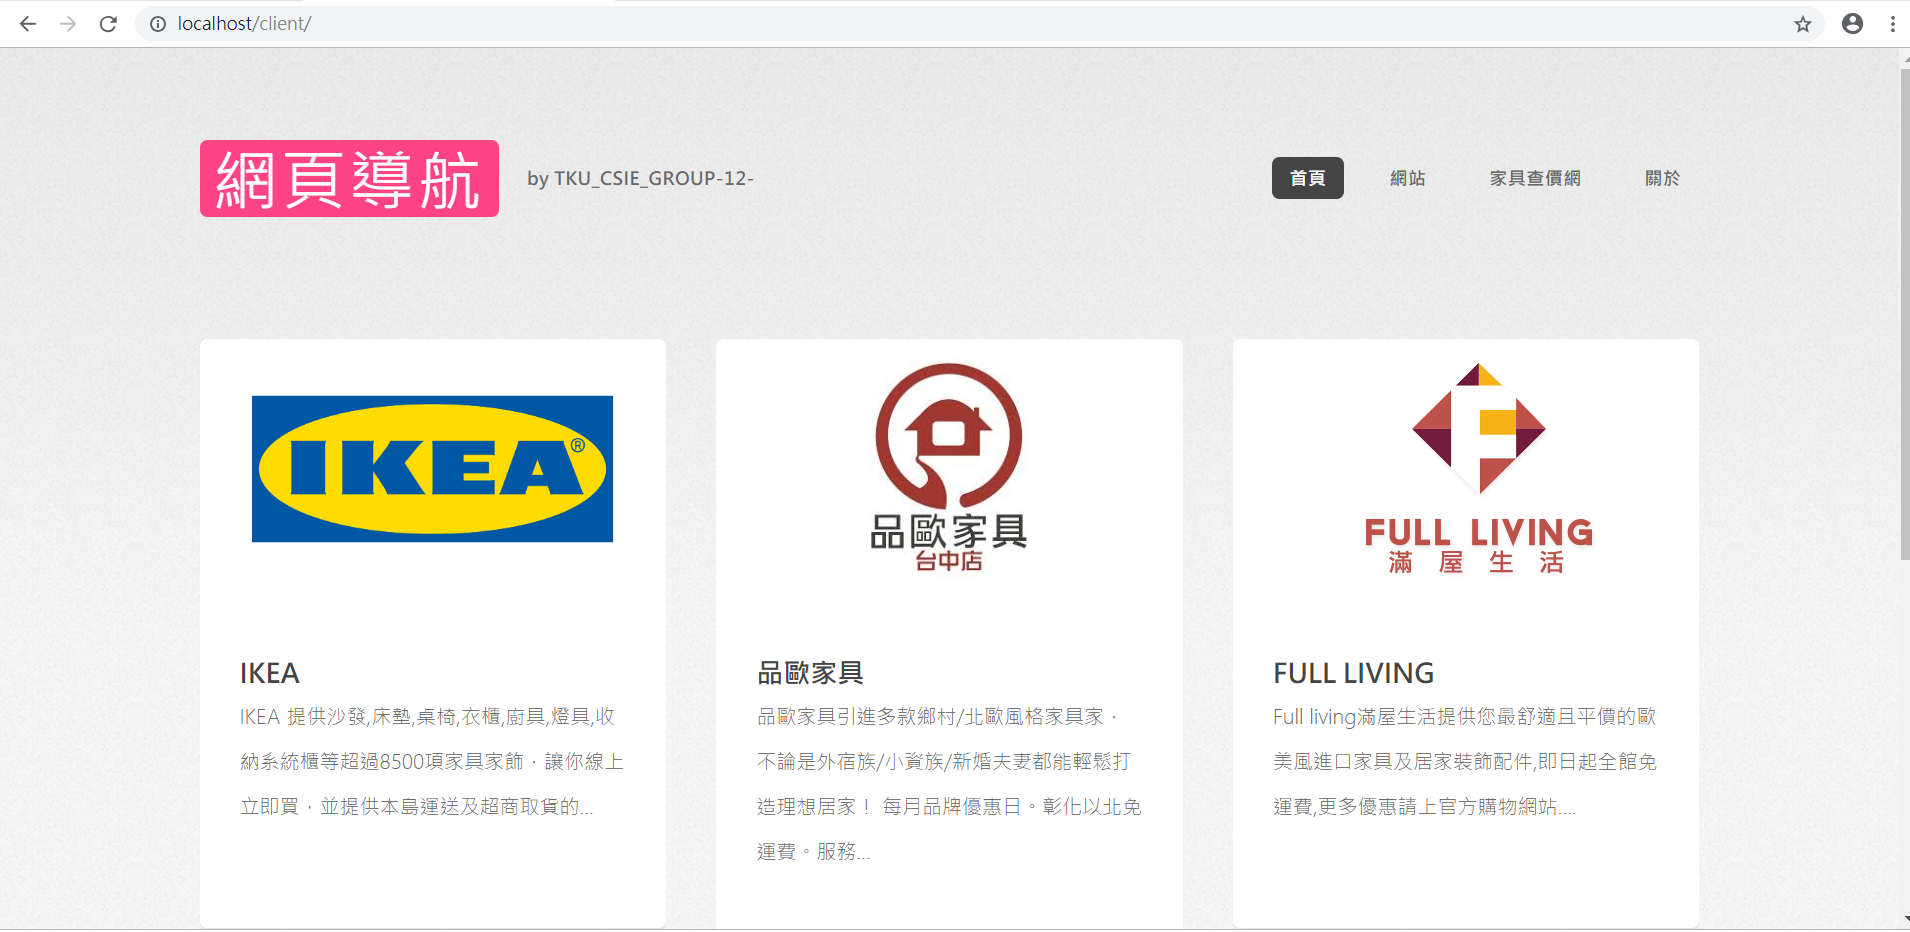 localhost/client/
網頁導航
by TKU_CSIE_GROUP-12-
首頁
網站
家具查價網
關於
IKEA®
品歐家具
台中店
FULL LIVING
滿屋生活
IKEA
IKEA 提供沙發,床墊,桌椅,衣櫃,廚具,燈具,收
納系統櫃等超過8500項家具家飾，讓你線上
立即買，並提供本島運送及超商取貨的...
品歐家具
品歐家具引進多款鄉村/北歐風格家具家，
不論是外宿族/小資族/新婚夫妻都能輕鬆打
造理想居家！ 每月品牌優惠日。彰化以北免
運費。服務...
FULL LIVING
Full living滿屋生活提供您最舒適且平價的歐
美風進口家具及居家裝飾配件,即日起全館免
運費,更多優惠請上官方購物網站....